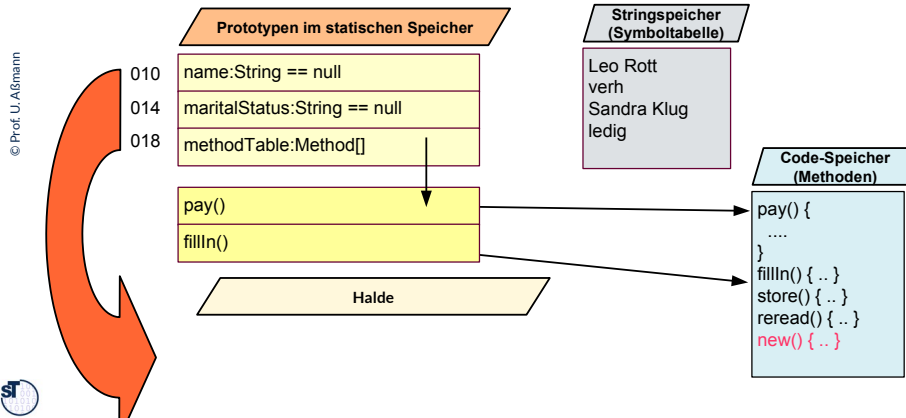 Prototypen im statischen Speicher
010
name:String == null
014
maritalStatus:String == null
018
methodTable:Method[]
pay()
fillIn()
Halde
Stringspeicher
(Symboltabelle)
Leo Rott
verh
Sandra Klug
ledig
Code-Speicher
(Methoden)
pay() {
....
}
fillIn() { .. }
store() { .. }
reread() { .. }
new() { .. }
© Prof. U. Aßmann
ST